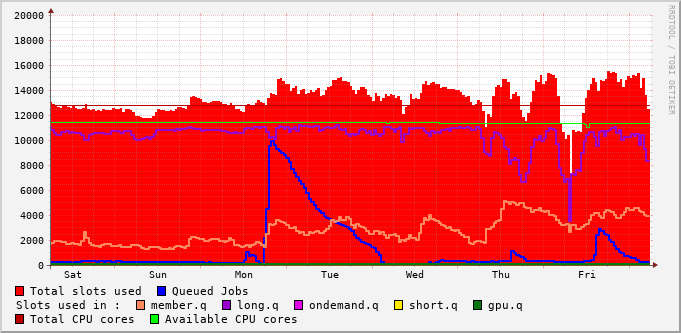 20000
18000
16000
14000
12000
10000
8000
6000
4000
2000
0
Sat Sun Mon Tue Wed Thu Fri
RRDTOOL / TOBI OETIKER
Total slots used Queued Jobs
Slots used in : member.q long.q ondemand.q short.q gpu.q
Total CPU cores Available CPU cores